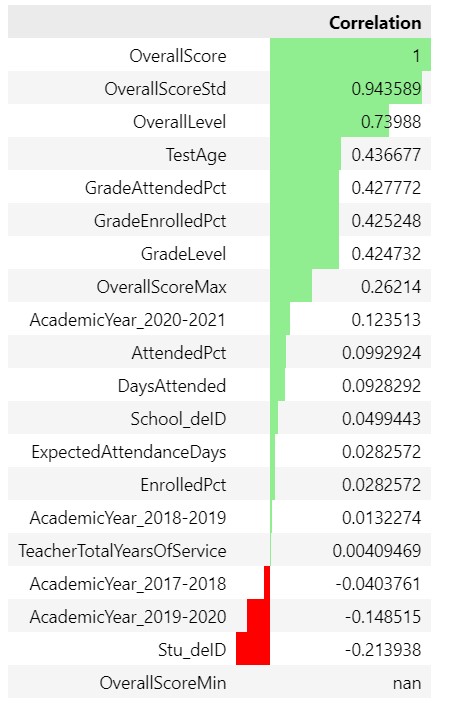 Correlation
OverallScore 1
OverallScoreStd 0.943589
OverallLevel 0.73988
TestAge 0.436677
GradeAttendedPct 0.427772
GradeEnrolledPct 0.425248
GradeLevel 0.424732
OverallScoreMax 0.26214
AcademicYear_2020-2021 0.123513
AttendedPct 0.0992924
DaysAttended 0.0928292
School_deID 0.0499443
ExpectedAttendanceDays 0.0282572
EnrolledPct 0.0282572
AcademicYear_2018-2019 0.0132274
TeacherTotalYearsOfService 0.00409469
AcademicYear_2017-2018 -0.0403761
AcademicYear_2019-2020 -0.148515
Stu_deID -0.213938
OverallScoreMin nan